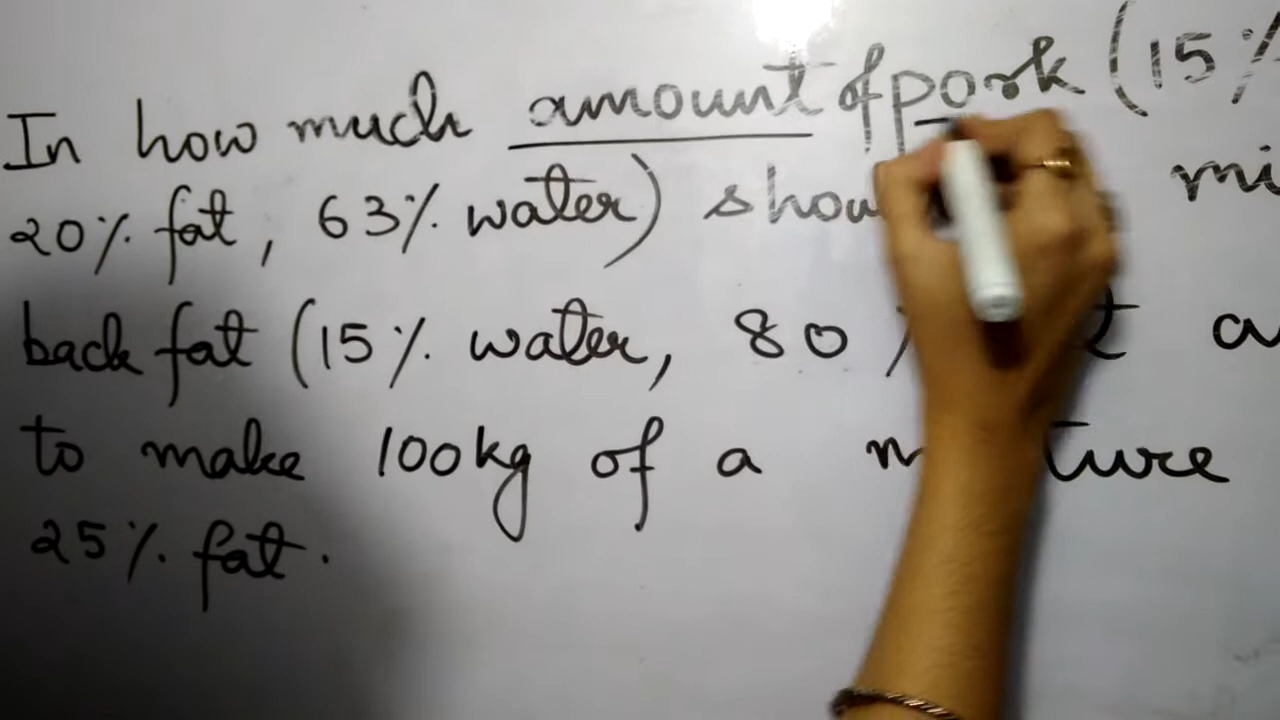 In how much amount of pork (15%
20% fat, 63% water)
back fat (15% water, 80
to make 100kg of a
25% fat.